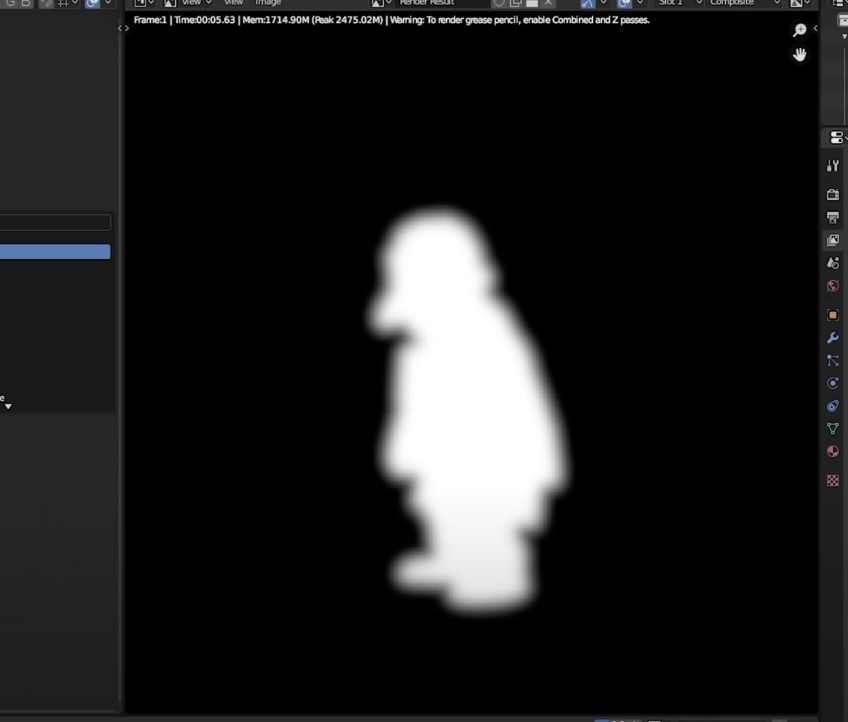 View View Image Render Result Slot 1 Composite
Frame:1 | Time:00:05.63 | Mem:1714.90M (Peak 2475.02M) | Warning: To render grease pencil, enable Combined and Z passes.